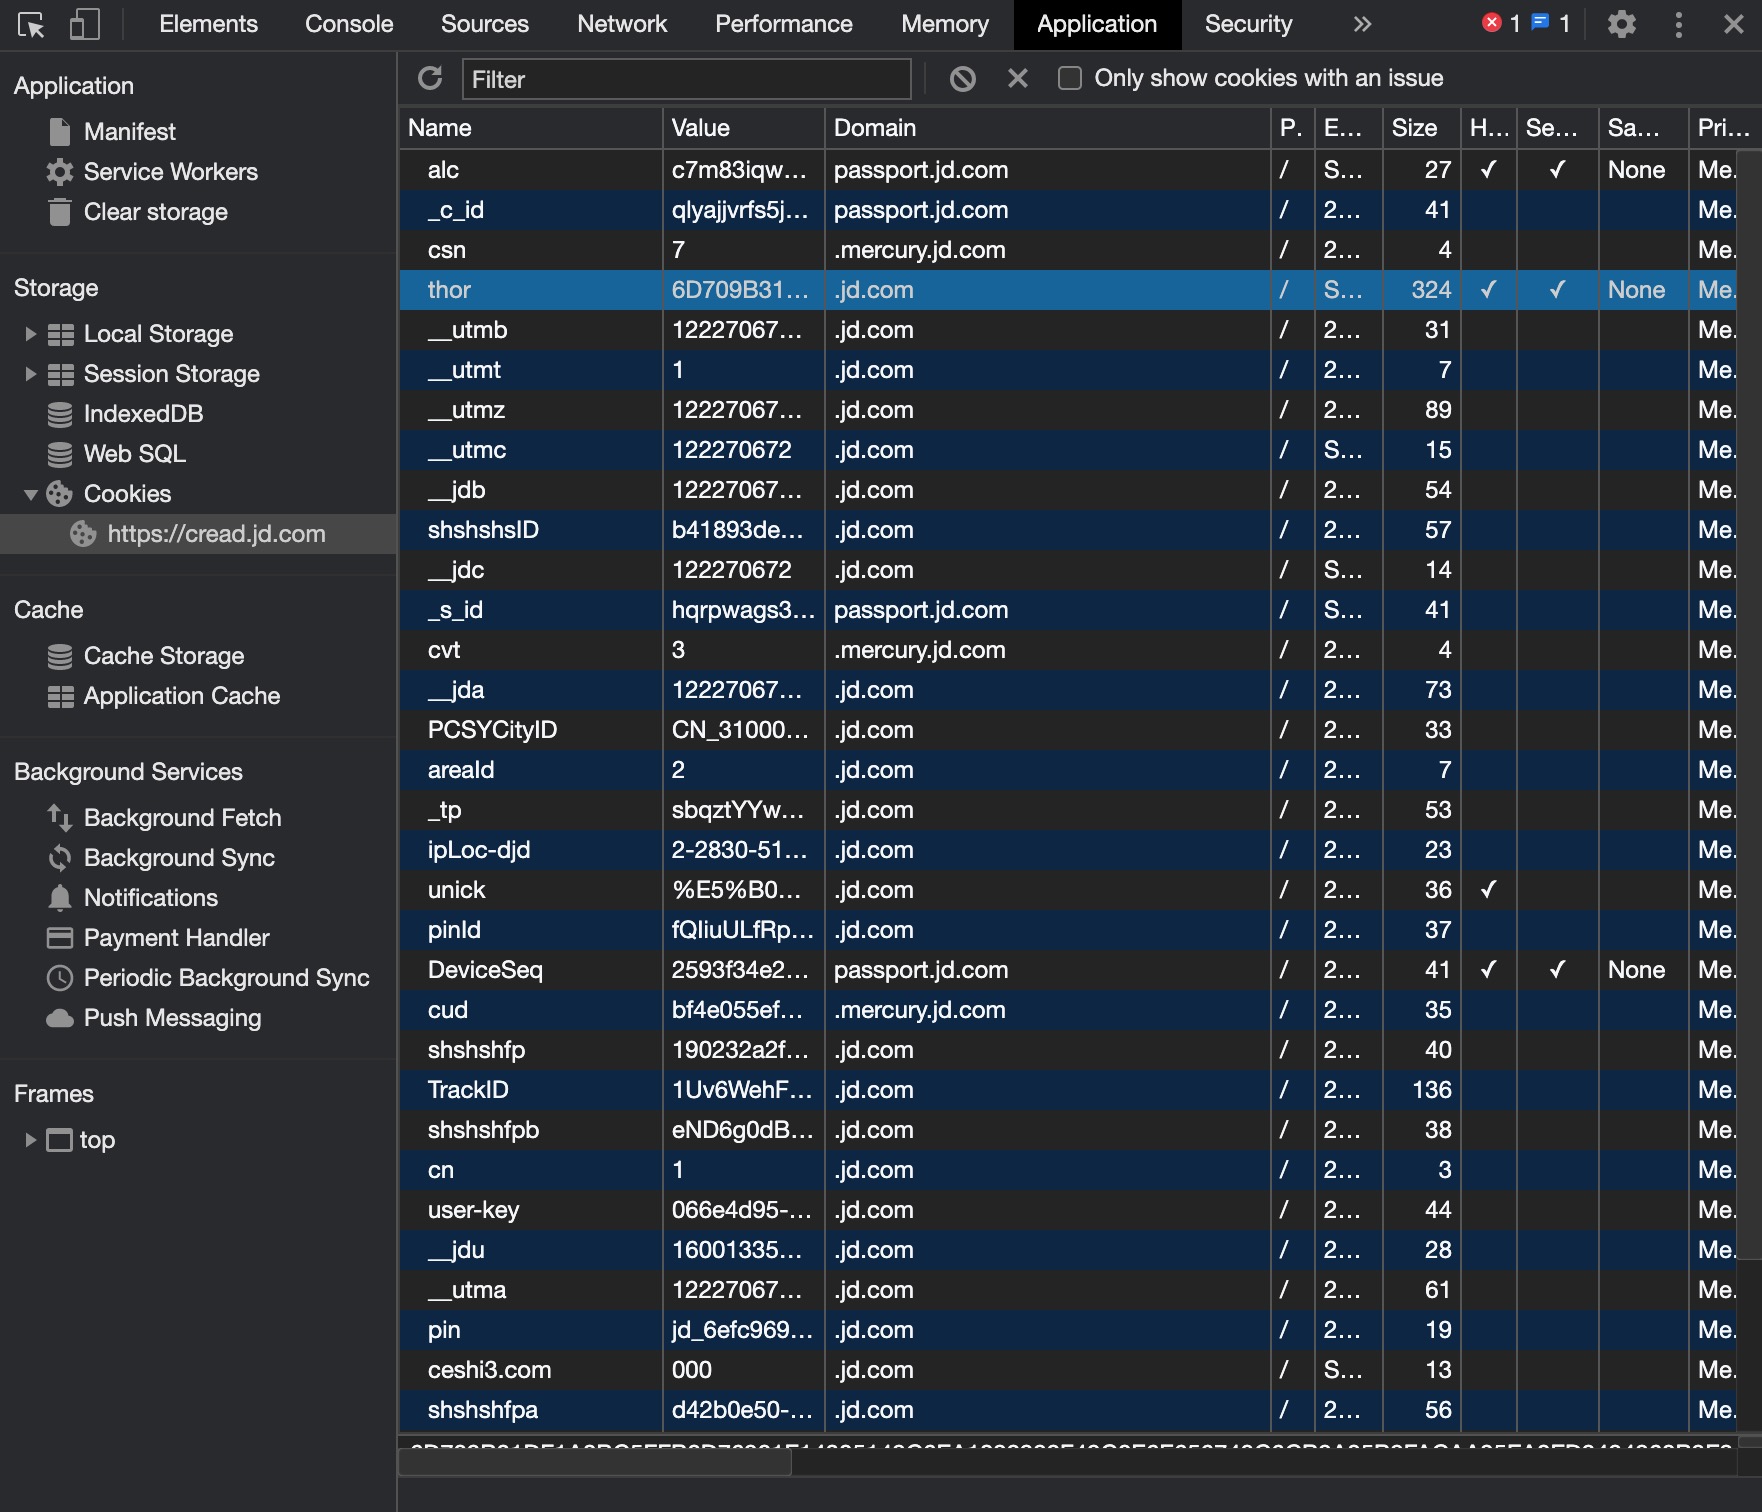 Elements Console Sources Network Performance Memory Application Security » 1 1
Application
Manifest
Service Workers
Clear storage
Storage
Local Storage
Session Storage
IndexedDB
Web SQL
Cookies
https://cread.jd.com
Cache
Cache Storage
Application Cache
Background Services
Background Fetch
Background Sync
Notifications
Payment Handler
Periodic Background Sync
Push Messaging
Frames
top
Filter Only show cookies with an issue
Name Value Domain P. E... Size H... Se... Sa... Pri...
alc c7m83iqw... passport.jd.com / S... 27 ✓ ✓ None Me.
_c_id qlyajjvrfs5j... passport.jd.com / 2... 41 Me.
csn 7 .mercury.jd.com / 2... 4 Me.
thor 6D709B31... .jd.com / S... 324 ✓ ✓ None Me.
__utmb 12227067... .jd.com / 2... 31 Me.
__utmt 1 .jd.com / 2... 7 Me.
__utmz 12227067... .jd.com / 2... 89 Me.
__utmc 122270672 .jd.com / S... 15 Me.
__jdb 12227067... .jd.com / 2... 54 Me.
shshshsID b41893de... .jd.com / 2... 57 Me.
__jdc 122270672 .jd.com / S... 14 Me.
_s_id hqrpwags3... passport.jd.com / S... 41 Me.
cvt 3 .mercury.jd.com / 2... 4 Me.
__jda 12227067... .jd.com / 2... 73 Me.
PCSYCityID CN_31000... .jd.com / 2... 33 Me.
areaId 2 .jd.com / 2... 7 Me.
_tp sbqztYYw... .jd.com / 2... 53 Me.
ipLoc-djd 2-2830-51... .jd.com / 2... 23 Me.
unick %E5%B0... .jd.com / 2... 36 ✓ Me.
pinId fQIiuULfRp... .jd.com / 2... 37 Me.
DeviceSeq 2593f34e2... passport.jd.com / 2... 41 ✓ ✓ None Me.
cud bf4e055ef... .mercury.jd.com / 2... 35 Me.
shshshfp 190232a2f... .jd.com / 2... 40 Me.
TrackID 1Uv6WehF... .jd.com / 2... 136 Me.
shshshfpb eND6g0dB... .jd.com / 2... 38 Me.
cn 1 .jd.com / 2... 3 Me.
user-key 066e4d95-... .jd.com / 2... 44 Me.
__jdu 16001335... .jd.com / 2... 28 Me.
__utma 12227067... .jd.com / 2... 61 Me.
pin jd_6efc969... .jd.com / 2... 19 Me.
ceshi3.com 000 .jd.com / S... 13 Me.
shshshfpa d42b0e50-... .jd.com / 2... 56 Me.